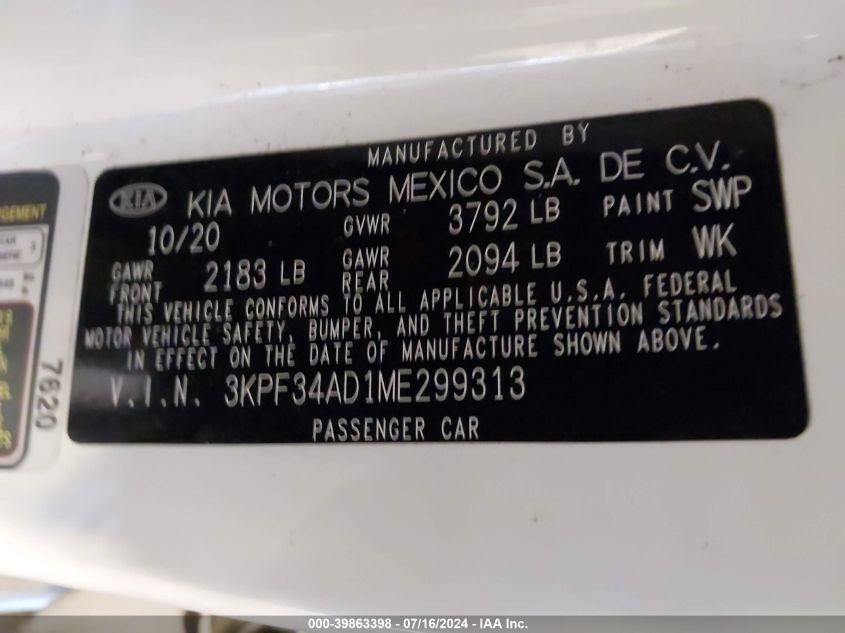 MANUFACTURED BY
KIA KIA MOTORS MEXICO S.A. DE C.V.
10/20 GVWR 3792 LB PAINT SWP
GAWR FRONT 2183 LB GAWR REAR 2094 LB TRIM WK
THIS VEHICLE CONFORMS TO ALL APPLICABLE U.S.A. FEDERAL
MOTOR VEHICLE SAFETY, BUMPER, AND THEFT PREVENTION STANDARDS
IN EFFECT ON THE DATE OF MANUFACTURE SHOWN ABOVE.
V.I.N. 3KPF34AD1ME299313
PASSENGER CAR
7620
000-39863398 - 07/16/2024 - IAA Inc.